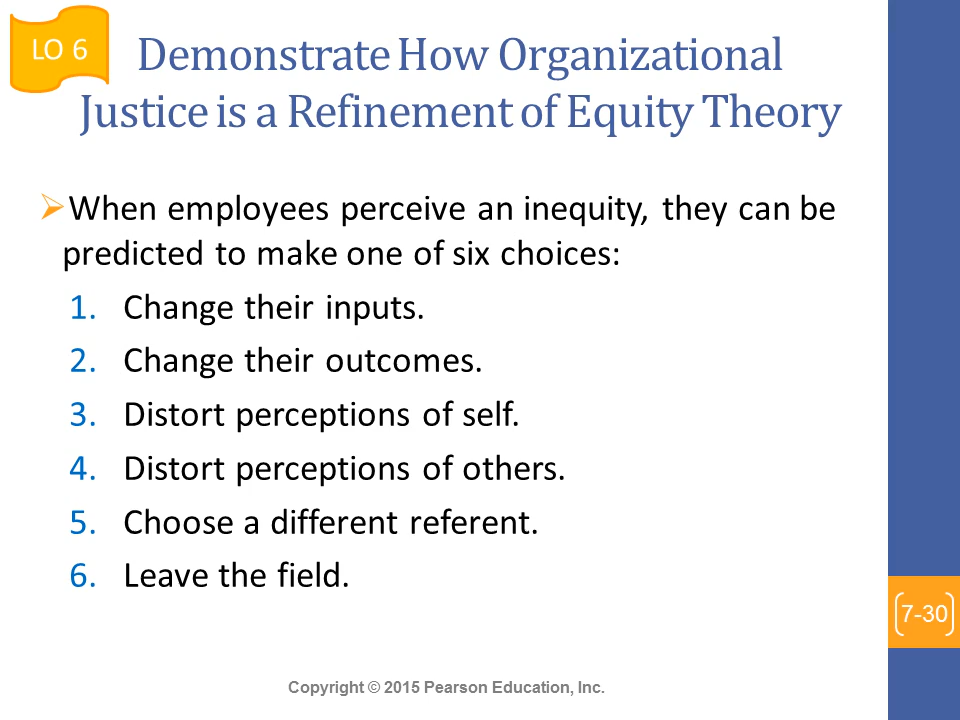 LO 6
Demonstrate How Organizational
Justice is a Refinement of Equity Theory
When employees perceive an inequity, they can be
predicted to make one of six choices:
1. Change their inputs.
2. Change their outcomes.
3. Distort perceptions of self.
4. Distort perceptions of others.
5. Choose a different referent.
6. Leave the field.
7-30
Copyright © 2015 Pearson Education, Inc.